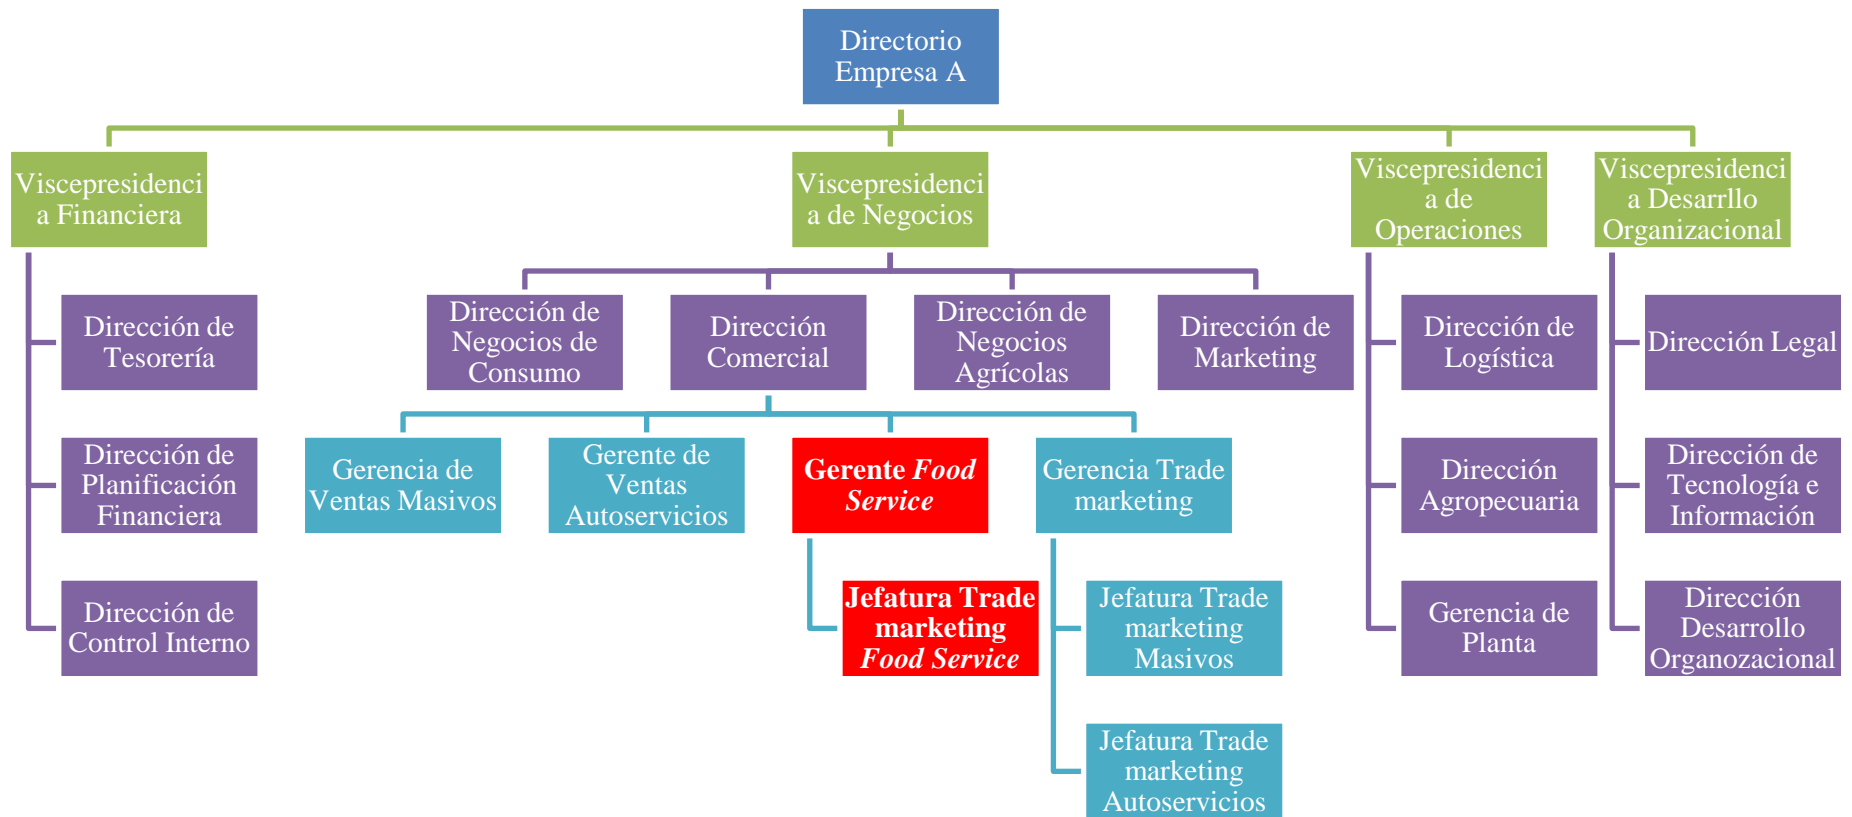 Directorio
Empresa A
Viscepresidenci
a Financiera
Viscepresidenci
a de Negocios
Viscepresidenci
a de
Operaciones
Viscepresidenci
a Desarrllo
Organizacional
Dirección de
Tesorería
Dirección de
Negocios de
Consumo
Dirección
Comercial
Dirección de
Negocios
Agrícolas
Dirección de
Marketing
Dirección de
Logística
Dirección Legal
Dirección de
Planificación
Financiera
Gerencia de
Ventas Masivos
Gerente de
Ventas
Autoservicios
Gerente Food
Service
Gerencia Trade
marketing
Dirección
Agropecuaria
Dirección de
Tecnología e
Información
Dirección de
Control Interno
Jefatura Trade
marketing
Food Service
Jefatura Trade
marketing
Masivos
Gerencia de
Planta
Dirección
Desarrollo
Organozacional
Jefatura Trade
marketing
Autoservicios